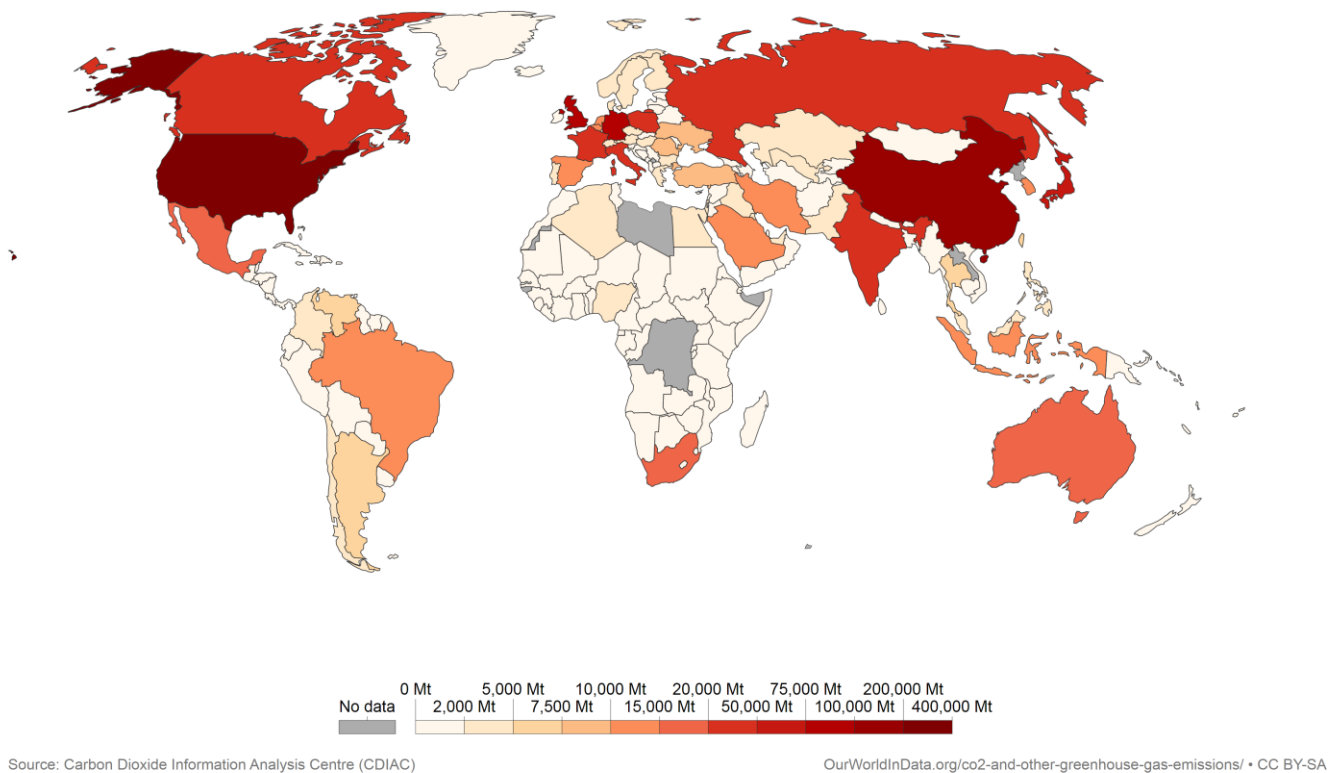 0 Mt 5,000 Mt 10,000 Mt 20,000 Mt 75,000 Mt 200,000 Mt
No data 2,000 Mt 7,500 Mt 15,000 Mt 50,000 Mt 100,000 Mt 400,000 Mt
Source: Carbon Dioxide Information Analysis Centre (CDIAC) OurWorldInData.org/co2-and-other-greenhouse-gas-emissions/ • CC BY-SA